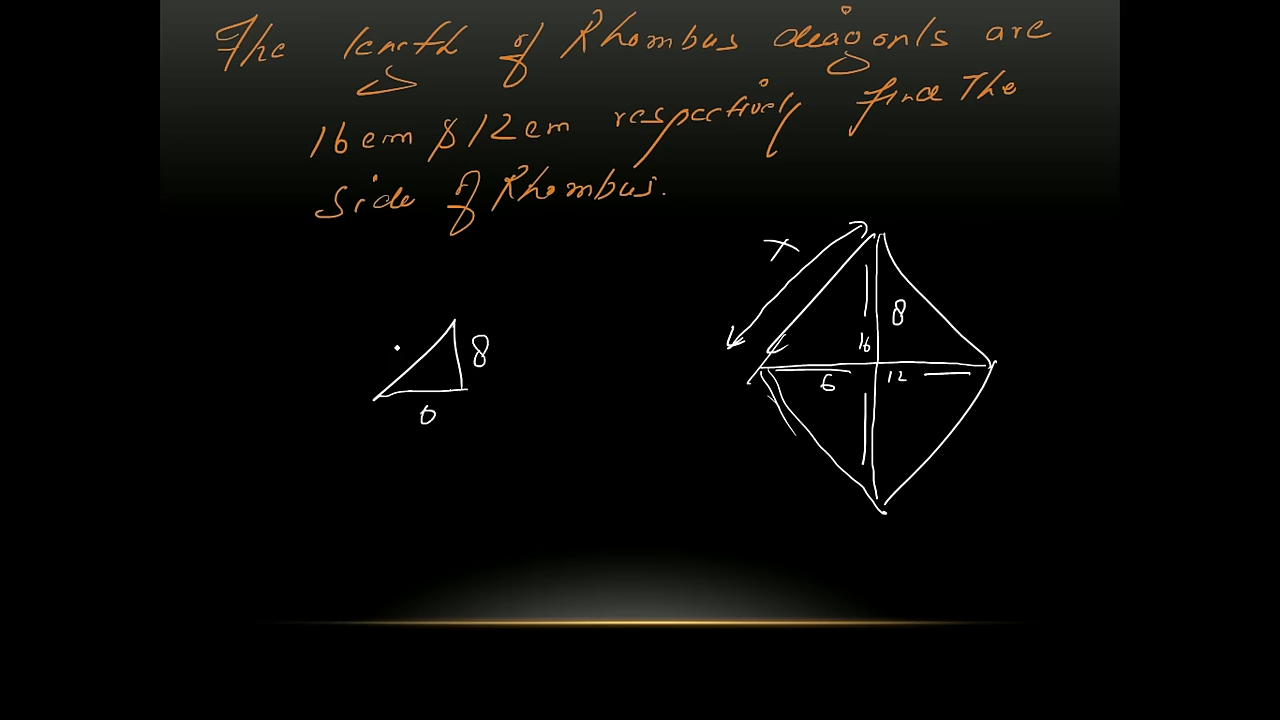 The length of Rhombus diagonls are
16cm & 12cm respectively find The
side of Rhombus.
x
8
16
6 12
8
6